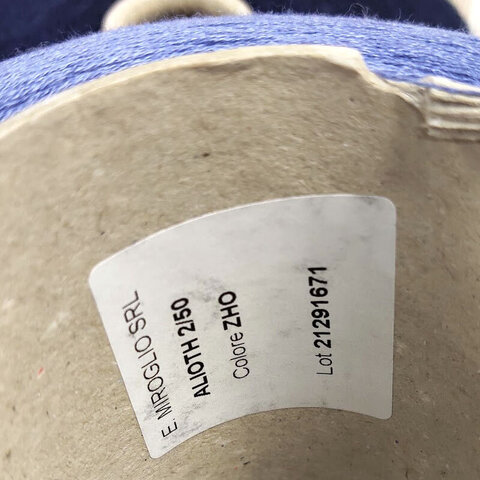 E. MIROGLIO SRL
ALIOTH 2/50
Colore ZHO
Lot 21291671